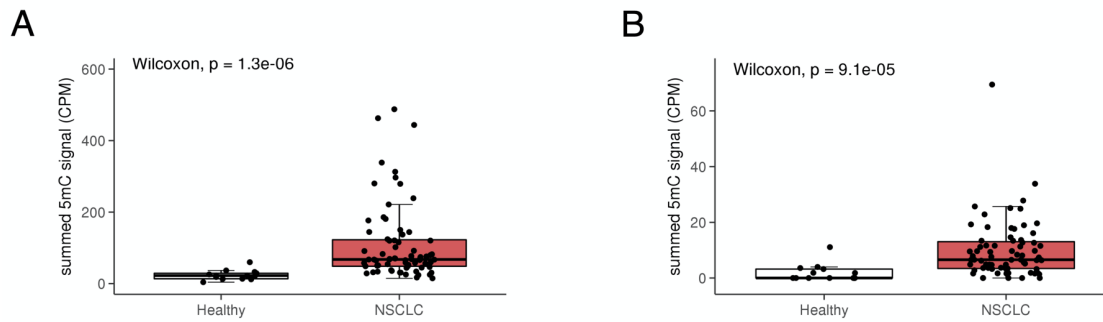 A
Wilcoxon, p = 1.3e-06
summed 5mC signal (CPM)
600
400
200
0
Healthy
NSCLC
B
Wilcoxon, p = 9.1e-05
summed 5mC signal (CPM)
60
40
20
0
Healthy
NSCLC